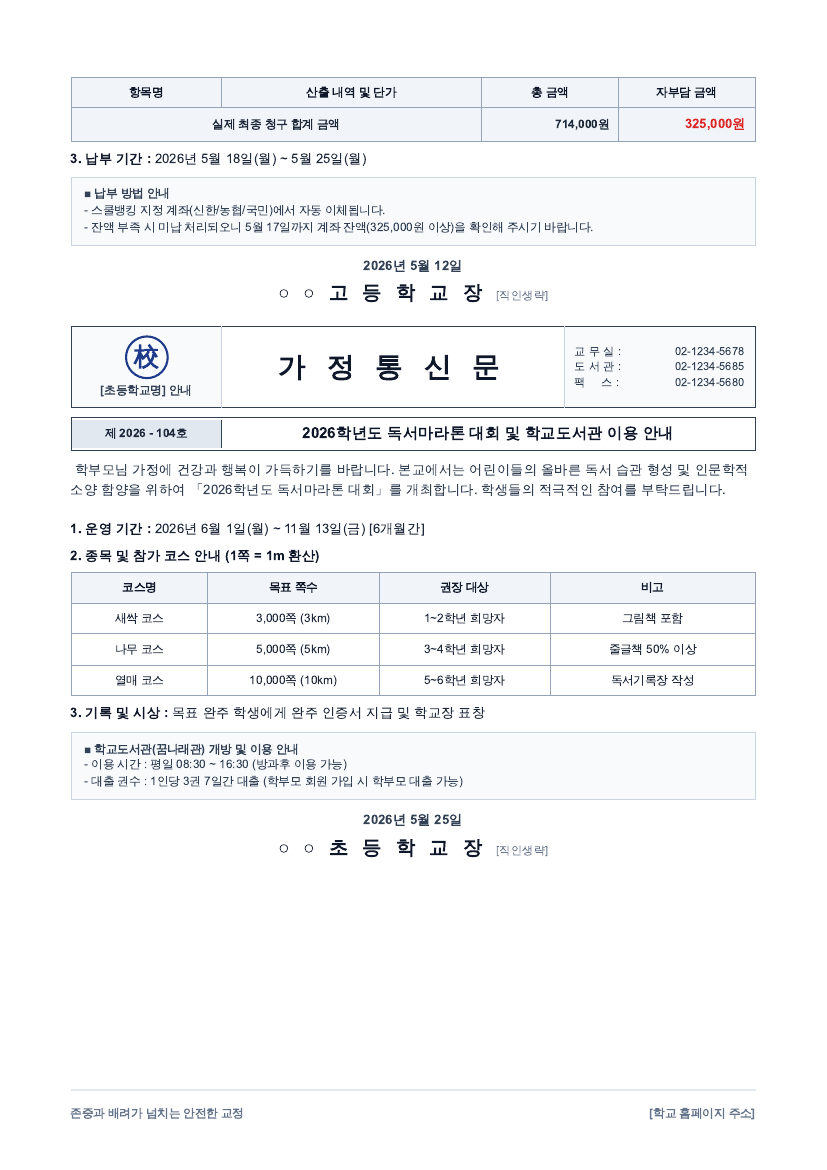 항목명 산출 내역 및 단가 총 금액 자부담 금액
실제 최종 청구 합계 금액 714,000원 325,000원
3. 납부 기간 : 2026년 5월 18일(월) ~ 5월 25일(월)
■ 납부 방법 안내
- 스쿨뱅킹 지정 계좌(신한/농협/국민)에서 자동 이체됩니다.
- 잔액 부족 시 미납 처리되오니 5월 17일까지 계좌 잔액(325,000원 이상)을 확인해 주시기 바랍니다.
2026년 5월 12일
○ ○ 고 등 학 교 장 [직인생략]
校
[초등학교명] 안내
가 정 통 신 문
교 무 실 : 02-1234-5678
도 서 관 : 02-1234-5685
팩 스 : 02-1234-5680
제 2026 - 104호 2026학년도 독서마라톤 대회 및 학교도서관 이용 안내
학부모님 가정에 건강과 행복이 가득하기를 바랍니다. 본교에서는 어린이들의 올바른 독서 습관 형성 및 인문학적
소양 함양을 위하여 「2026학년도 독서마라톤 대회」를 개최합니다. 학생들의 적극적인 참여를 부탁드립니다.
1. 운영 기간 : 2026년 6월 1일(월) ~ 11월 13일(금) [6개월간]
2. 종목 및 참가 코스 안내 (1쪽 = 1m 환산)
코스명 목표 쪽수 권장 대상 비고
새싹 코스 3,000쪽 (3km) 1~2학년 희망자 그림책 포함
나무 코스 5,000쪽 (5km) 3~4학년 희망자 줄글책 50% 이상
열매 코스 10,000쪽 (10km) 5~6학년 희망자 독서기록장 작성
3. 기록 및 시상 : 목표 완주 학생에게 완주 인증서 지급 및 학교장 표창
■ 학교도서관(꿈나래관) 개방 및 이용 안내
- 이용 시간 : 평일 08:30 ~ 16:30 (방과후 이용 가능)
- 대출 권수 : 1인당 3권 7일간 대출 (학부모 회원 가입 시 학부모 대출 가능)
2026년 5월 25일
○ ○ 초 등 학 교 장 [직인생략]
존중과 배려가 넘치는 안전한 교정 [학교 홈페이지 주소]